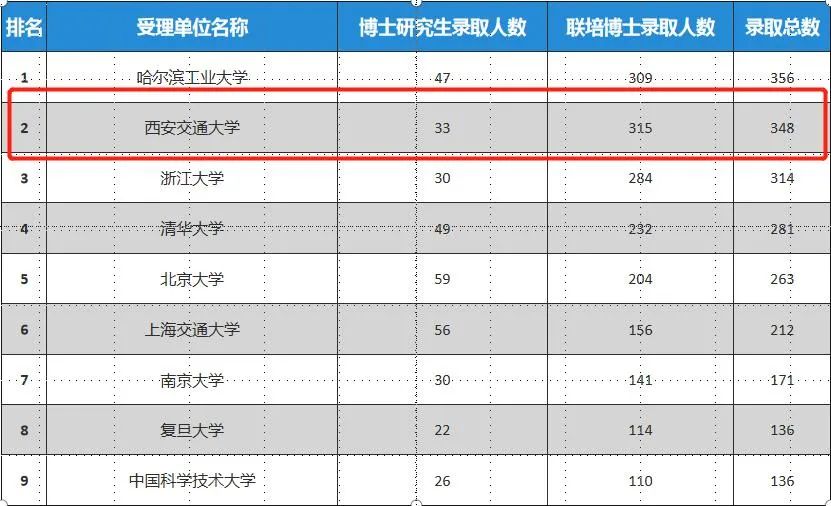 排名 受理单位名称 博士研究生录取人数 联培博士录取人数 录取总数
1 哈尔滨工业大学 47 309 356
2 西安交通大学 33 315 348
3 浙江大学 30 284 314
4 清华大学 49 232 281
5 北京大学 59 204 263
6 上海交通大学 56 156 212
7 南京大学 30 141 171
8 复旦大学 22 114 136
9 中国科学技术大学 26 110 136